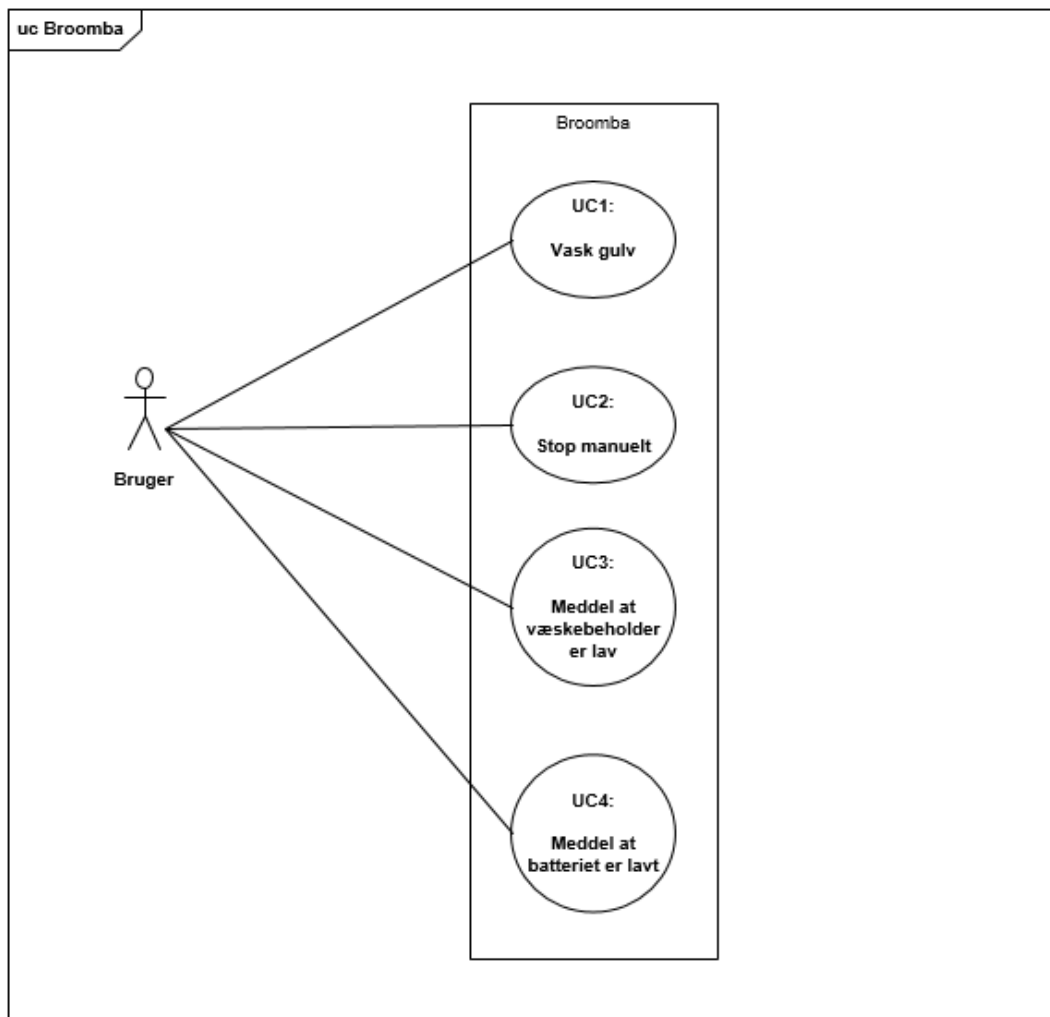 uc Broomba
Broomba
UC1:
Vask gulv
UC2:
Stop manuelt
Bruger
UC3:
Meddel at
væskebeholder
er lav
UC4:
Meddel at
batteriet er lavt